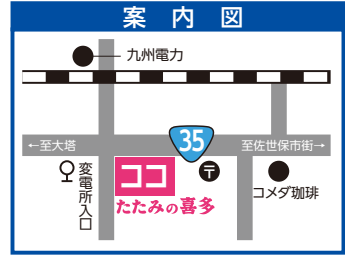 案内図
九州電力
←至大塔
35
至佐世保市街→
変電所入口
ココ
〒
コメダ珈琲
たたみの喜多